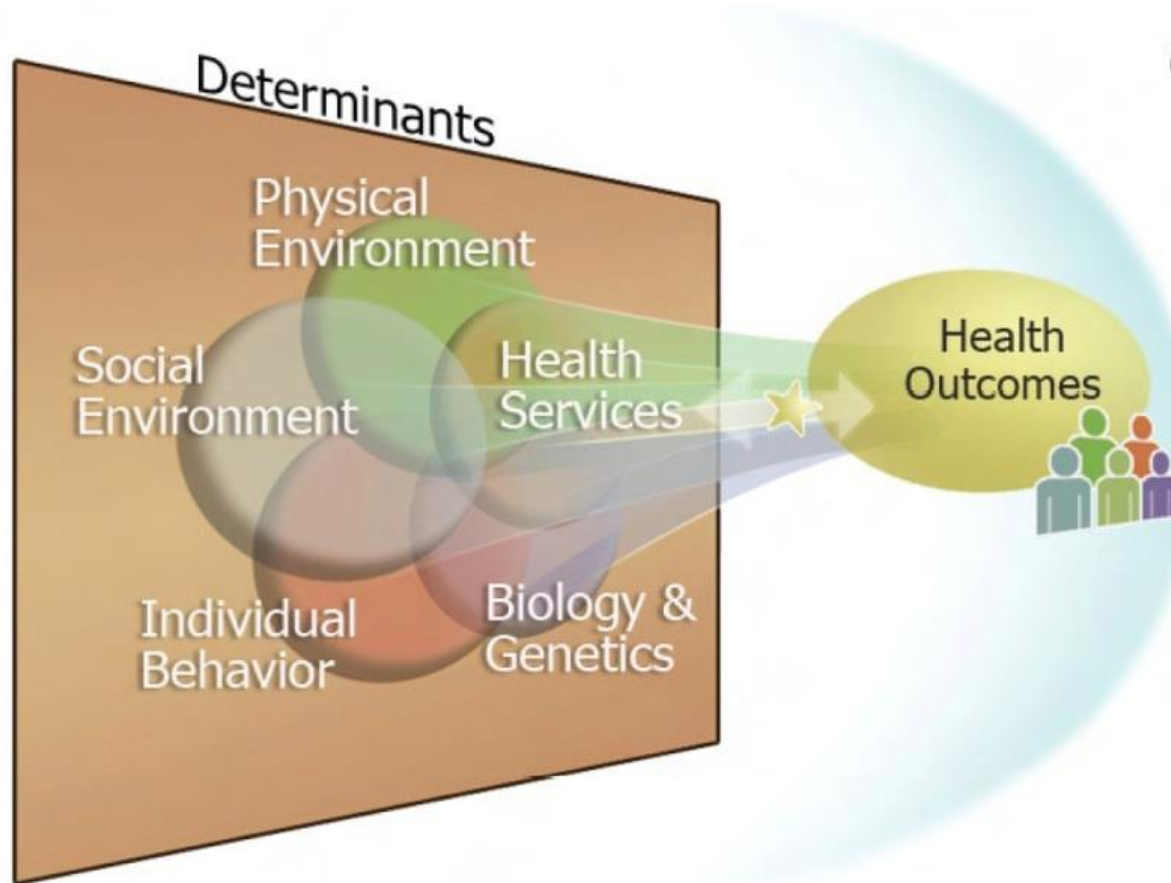 Determinants
Physical
Environment
Social
Environment
Health
Services
Individual
Behavior
Biology &
Genetics
Health
Outcomes